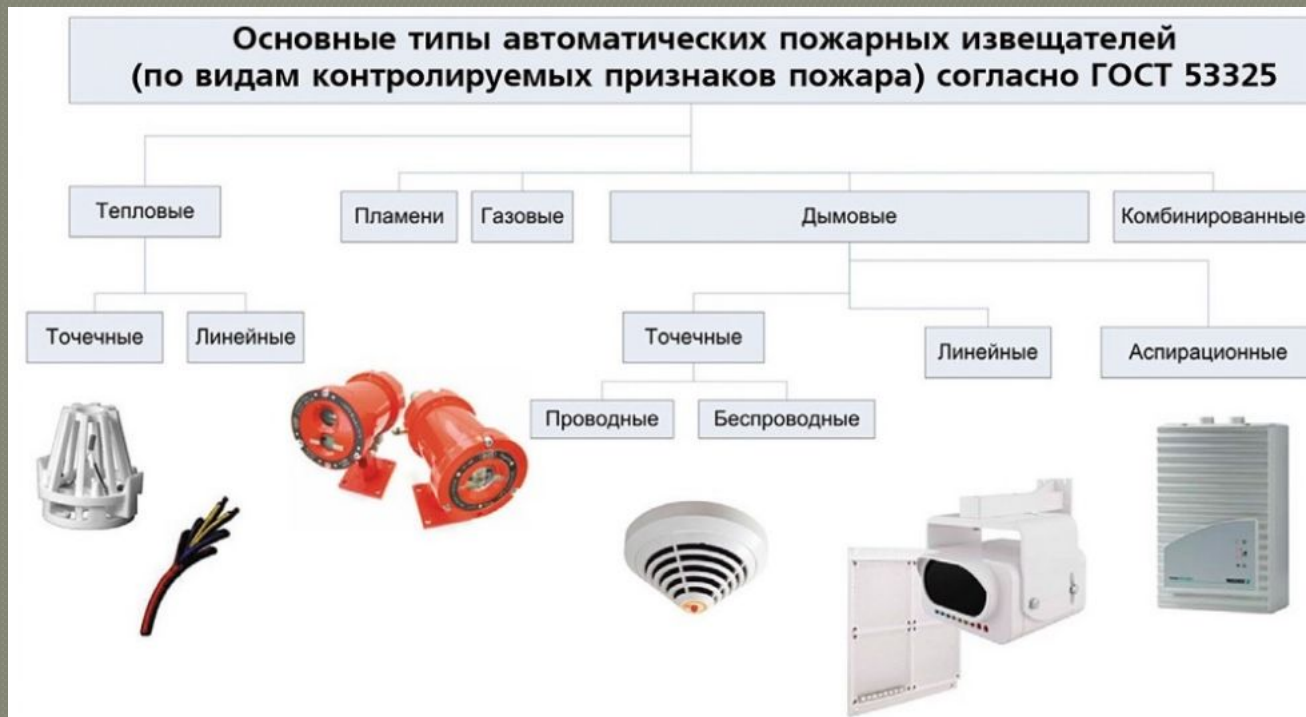 Основные типы автоматических пожарных извещателей
(по видам контролируемых признаков пожара) согласно ГОСТ 53325
Тепловые
Пламени
Газовые
Дымовые
Комбинированные
Точечные
Линейные
Точечные
Линейные
Аспирационные
Проводные
Беспроводные